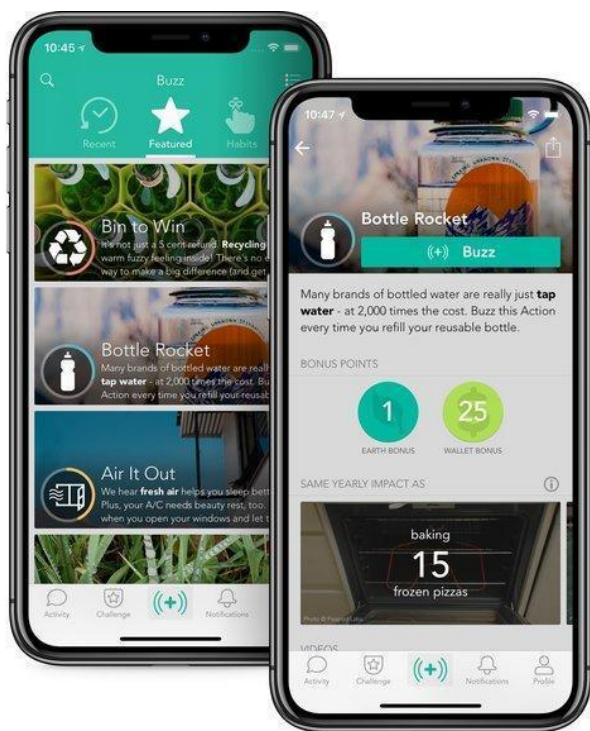 10:45
Buzz
Recent
Featured
Habits
Bin to Win
It's not just a 5 cent refund. Recycling
warm fuzzy feeling inside! There's no e
way to make a big difference (and get
Bottle Rocket
Many brands of bottled water are really
tap water - at 2,000 times the cost. Bu
Action every time you refill your reusab
Air It Out
We hear fresh air helps you sleep bett
Plus, your A/C needs beauty rest, too.
when you open your windows and let t
Activity
Challenge
((+))
Notifications
10:47
Bottle Rocket
((+)) Buzz
Many brands of bottled water are really just tap
water - at 2,000 times the cost. Buzz this Action
every time you refill your reusable bottle.
BONUS POINTS
1
25
EARTH BONUS
WALLET BONUS
SAME YEARLY IMPACT AS
baking
15
frozen pizzas
VIDEOS
Activity
Challenge
((+))
Notifications
Profile